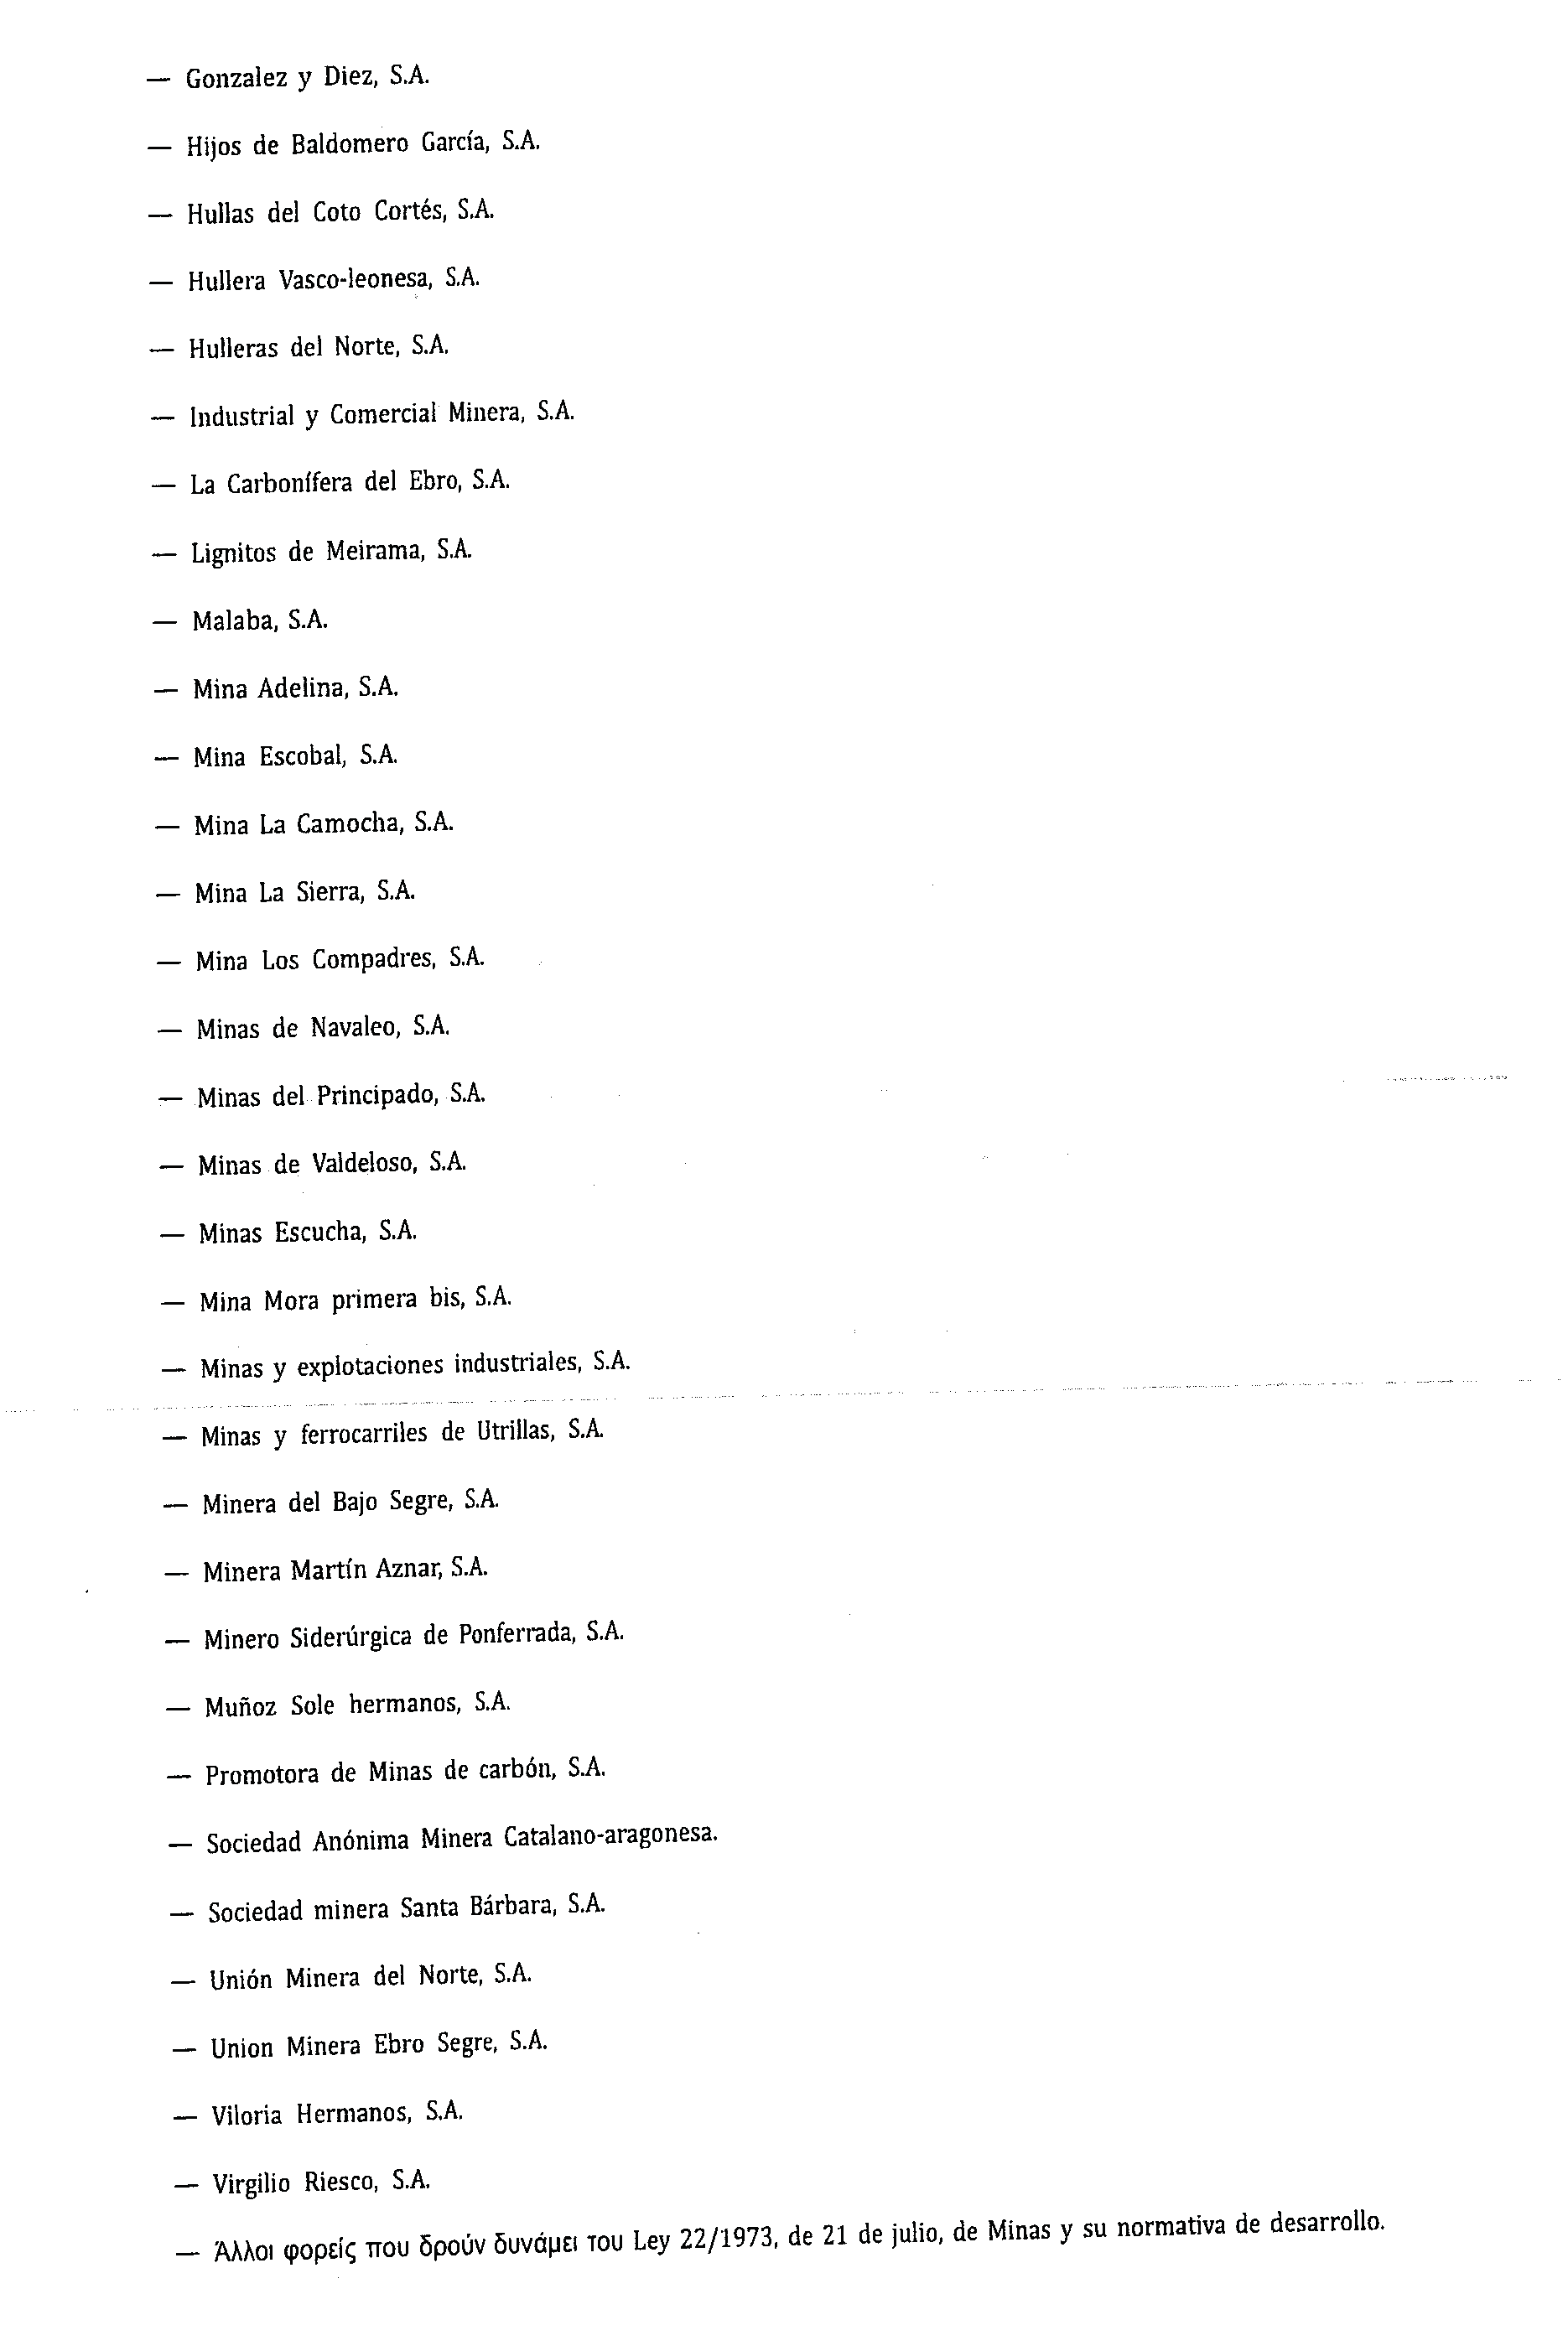 — Gonzalez y Diez, S.A.
— Hijos de Baldomero García, S.A.
— Hullas del Coto Cortés, S.A.
— Hullera Vasco-leonesa, S.A.
— Hulleras del Norte, S.A.
— Industrial y Comercial Minera, S.A.
— La Carbonífera del Ebro, S.A.
— Lignitos de Meirama, S.A.
— Malaba, S.A.
— Mina Adelina, S.A.
— Mina Escobal, S.A.
— Mina La Camocha, S.A.
— Mina La Sierra, S.A.
— Mina Los Compadres, S.A.
— Minas de Navaleo, S.A.
— Minas del Principado, S.A.
— Minas de Valdeloso, S.A.
— Minas Escucha, S.A.
— Mina Mora primera bis, S.A.
— Minas y explotaciones industriales, S.A.
— Minas y ferrocarriles de Utrillas, S.A.
— Minera del Bajo Segre, S.A.
— Minera Martín Aznar, S.A.
— Minero Siderúrgica de Ponferrada, S.A.
— Muñoz Sole hermanos, S.A.
— Promotora de Minas de carbón, S.A.
— Sociedad Anónima Minera Catalano-aragonesa.
— Sociedad minera Santa Bárbara, S.A.
— Unión Minera del Norte, S.A.
— Union Minera Ebro Segre, S.A.
— Viloria Hermanos, S.A.
— Virgilio Riesco, S.A.
— Άλλοι φορείς που δρούν δυνάμει του Ley 22/1973, de 21 de julio, de Minas y su normativa de desarrollo.